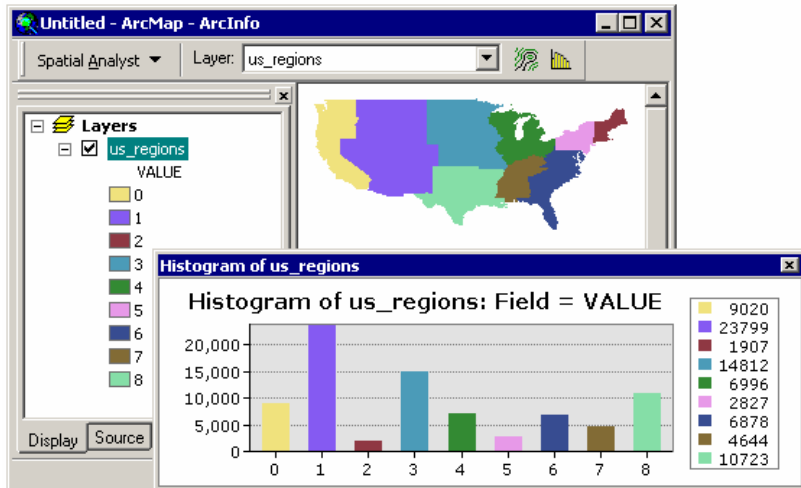 Untitled - ArcMap - ArcInfo
Spatial Analyst
Layer: us_regions
Layers
us_regions
VALUE
0
1
2
3
4
5
6
7
8
Display Source
Histogram of us_regions
Histogram of us_regions: Field = VALUE
20,000
15,000
10,000
5,000
0
0 1 2 3 4 5 6 7 8
9020
23799
1907
14812
6996
2827
6878
4644
10723